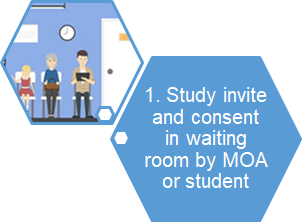 1. Study invite
and consent
in waiting
room by MOA
or student